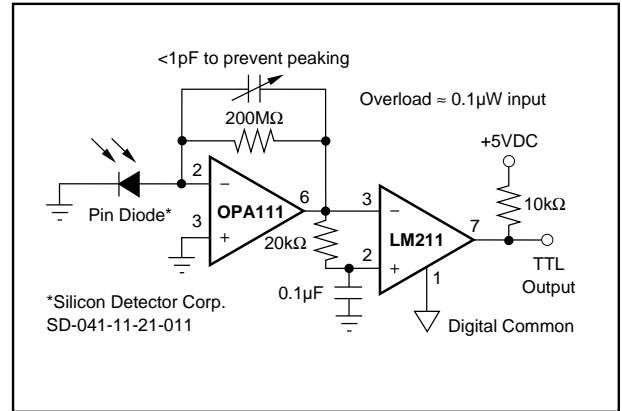 <1pF to prevent peaking
Overload ≈ 0.1µW input
200MΩ
+5VDC
2
–
6
OPA111
3
+
Pin Diode*
3
–
7
10kΩ
LM211
20kΩ
2
+
1
TTL
Output
0.1µF
*Silicon Detector Corp.
SD-041-11-21-011
Digital Common